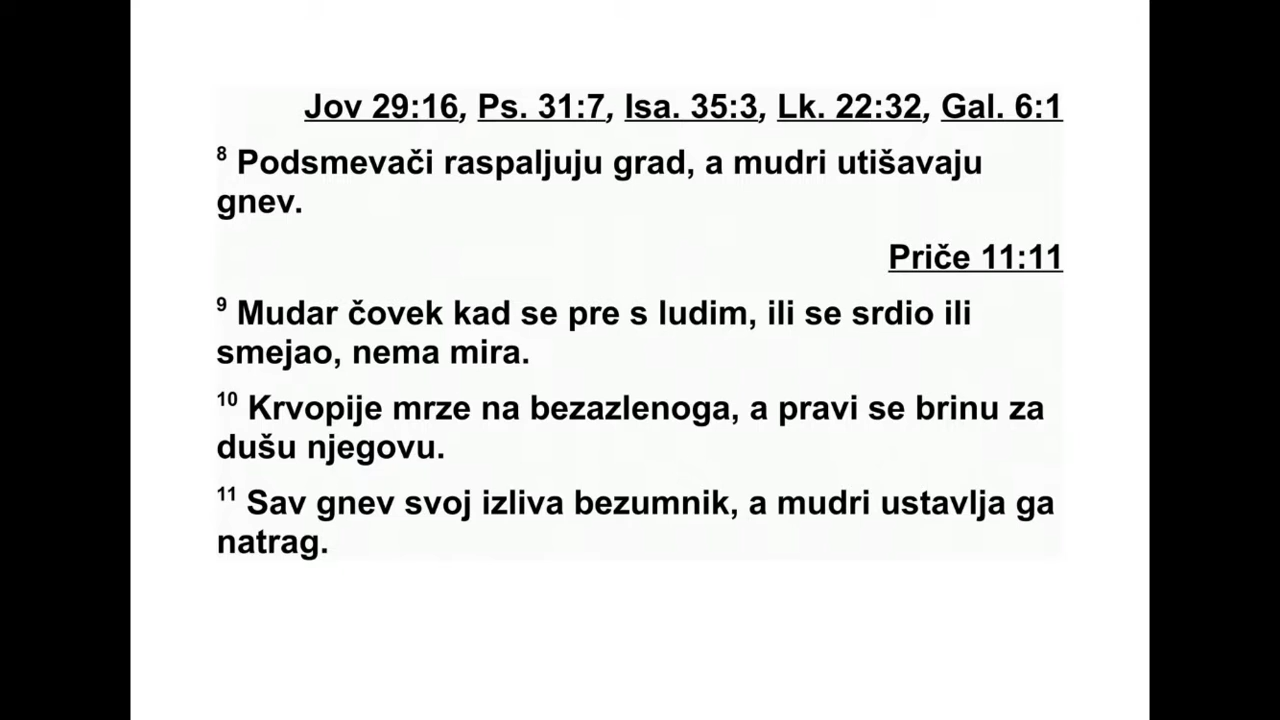 Jov 29:16, Ps. 31:7, Isa. 35:3, Lk. 22:32, Gal. 6:1
8 Podsmevači raspaljuju grad, a mudri utišavaju
gnev.
Priče 11:11
9 Mudar čovek kad se pre s ludim, ili se srdio ili
smejao, nema mira.
10 Krvopije mrze na bezazlenoga, a pravi se brinu za
dušu njegovu.
11 Sav gnev svoj izliva bezumnik, a mudri ustavlja ga
natrag.